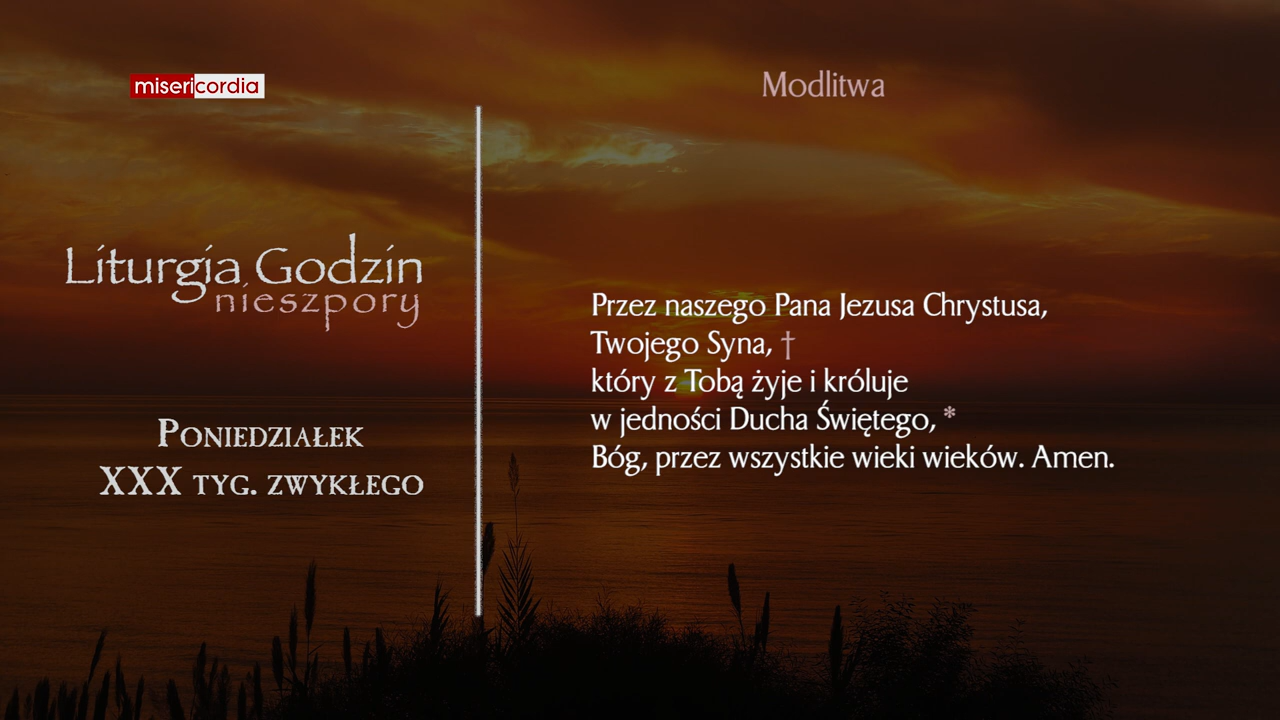 misericordia
Modlitwa
Liturgia Godzin
nieszpory
Poniedziałek
XXX tyg. zwykłego
Przez naszego Pana Jezusa Chrystusa,
Twojego Syna, †
który z Tobą żyje i króluje
w jedności Ducha Świętego, *
Bóg, przez wszystkie wieki wieków. Amen.